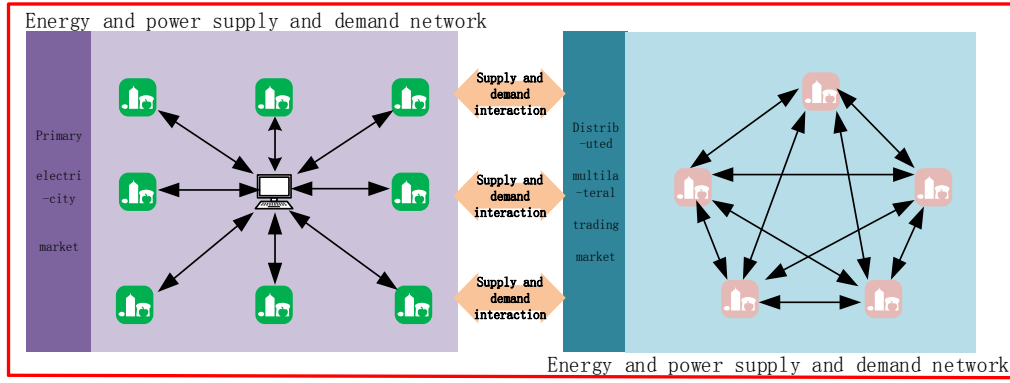 Energy and power supply and demand network
Primary
electri
-city
market
Supply and
demand
interaction
Supply and
demand
interaction
Supply and
demand
interaction
Distrib
-uted
multila
-teral
trading
market
Energy and power supply and demand network